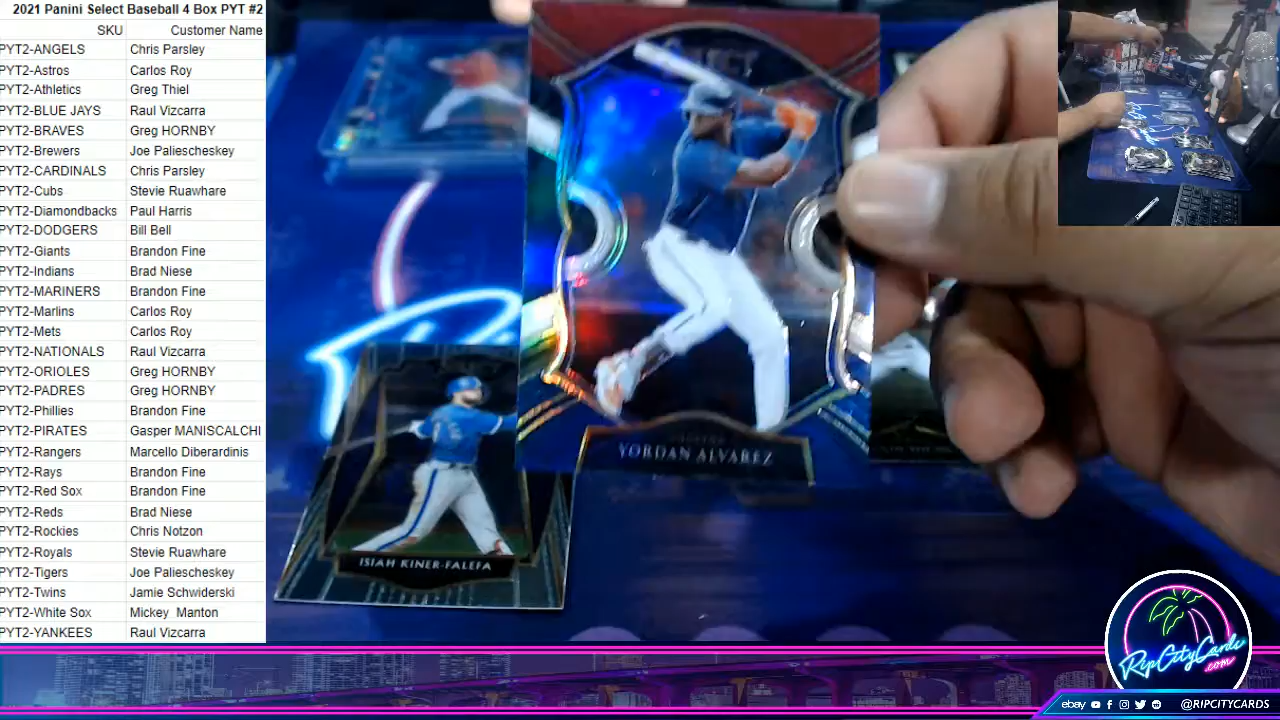 2021 Panini Select Baseball 4 Box PYT #2
SKU Customer Name
PYT2-ANGELS Chris Parsley
PYT2-Astros Carlos Roy
PYT2-Athletics Greg Thiel
PYT2-BLUE JAYS Raul Vizcarra
PYT2-BRAVES Greg HORNBY
PYT2-Brewers Joe Paliescheskey
PYT2-CARDINALS Chris Parsley
PYT2-Cubs Stevie Ruawhare
PYT2-Diamondbacks Paul Harris
PYT2-DODGERS Bill Bell
PYT2-Giants Brandon Fine
PYT2-Indians Brad Niese
PYT2-MARINERS Brandon Fine
PYT2-Marlins Carlos Roy
PYT2-Mets Carlos Roy
PYT2-NATIONALS Raul Vizcarra
PYT2-ORIOLES Greg HORNBY
PYT2-PADRES Greg HORNBY
PYT2-Phillies Brandon Fine
PYT2-PIRATES Gasper MANISCALCHI
PYT2-Rangers Marcello Diberardinis
PYT2-Rays Brandon Fine
PYT2-Red Sox Brandon Fine
PYT2-Reds Brad Niese
PYT2-Rockies Chris Notzon
PYT2-Royals Stevie Ruawhare
PYT2-Tigers Joe Paliescheskey
PYT2-Twins Jamie Schwiderski
PYT2-White Sox Mickey Manton
PYT2-YANKEES Raul Vizcarra
SELECT
YORDAN ALVAREZ
ISIAH KINER-FALEFA
RipCityCards
.com
ebay @RIPCITYCARDS